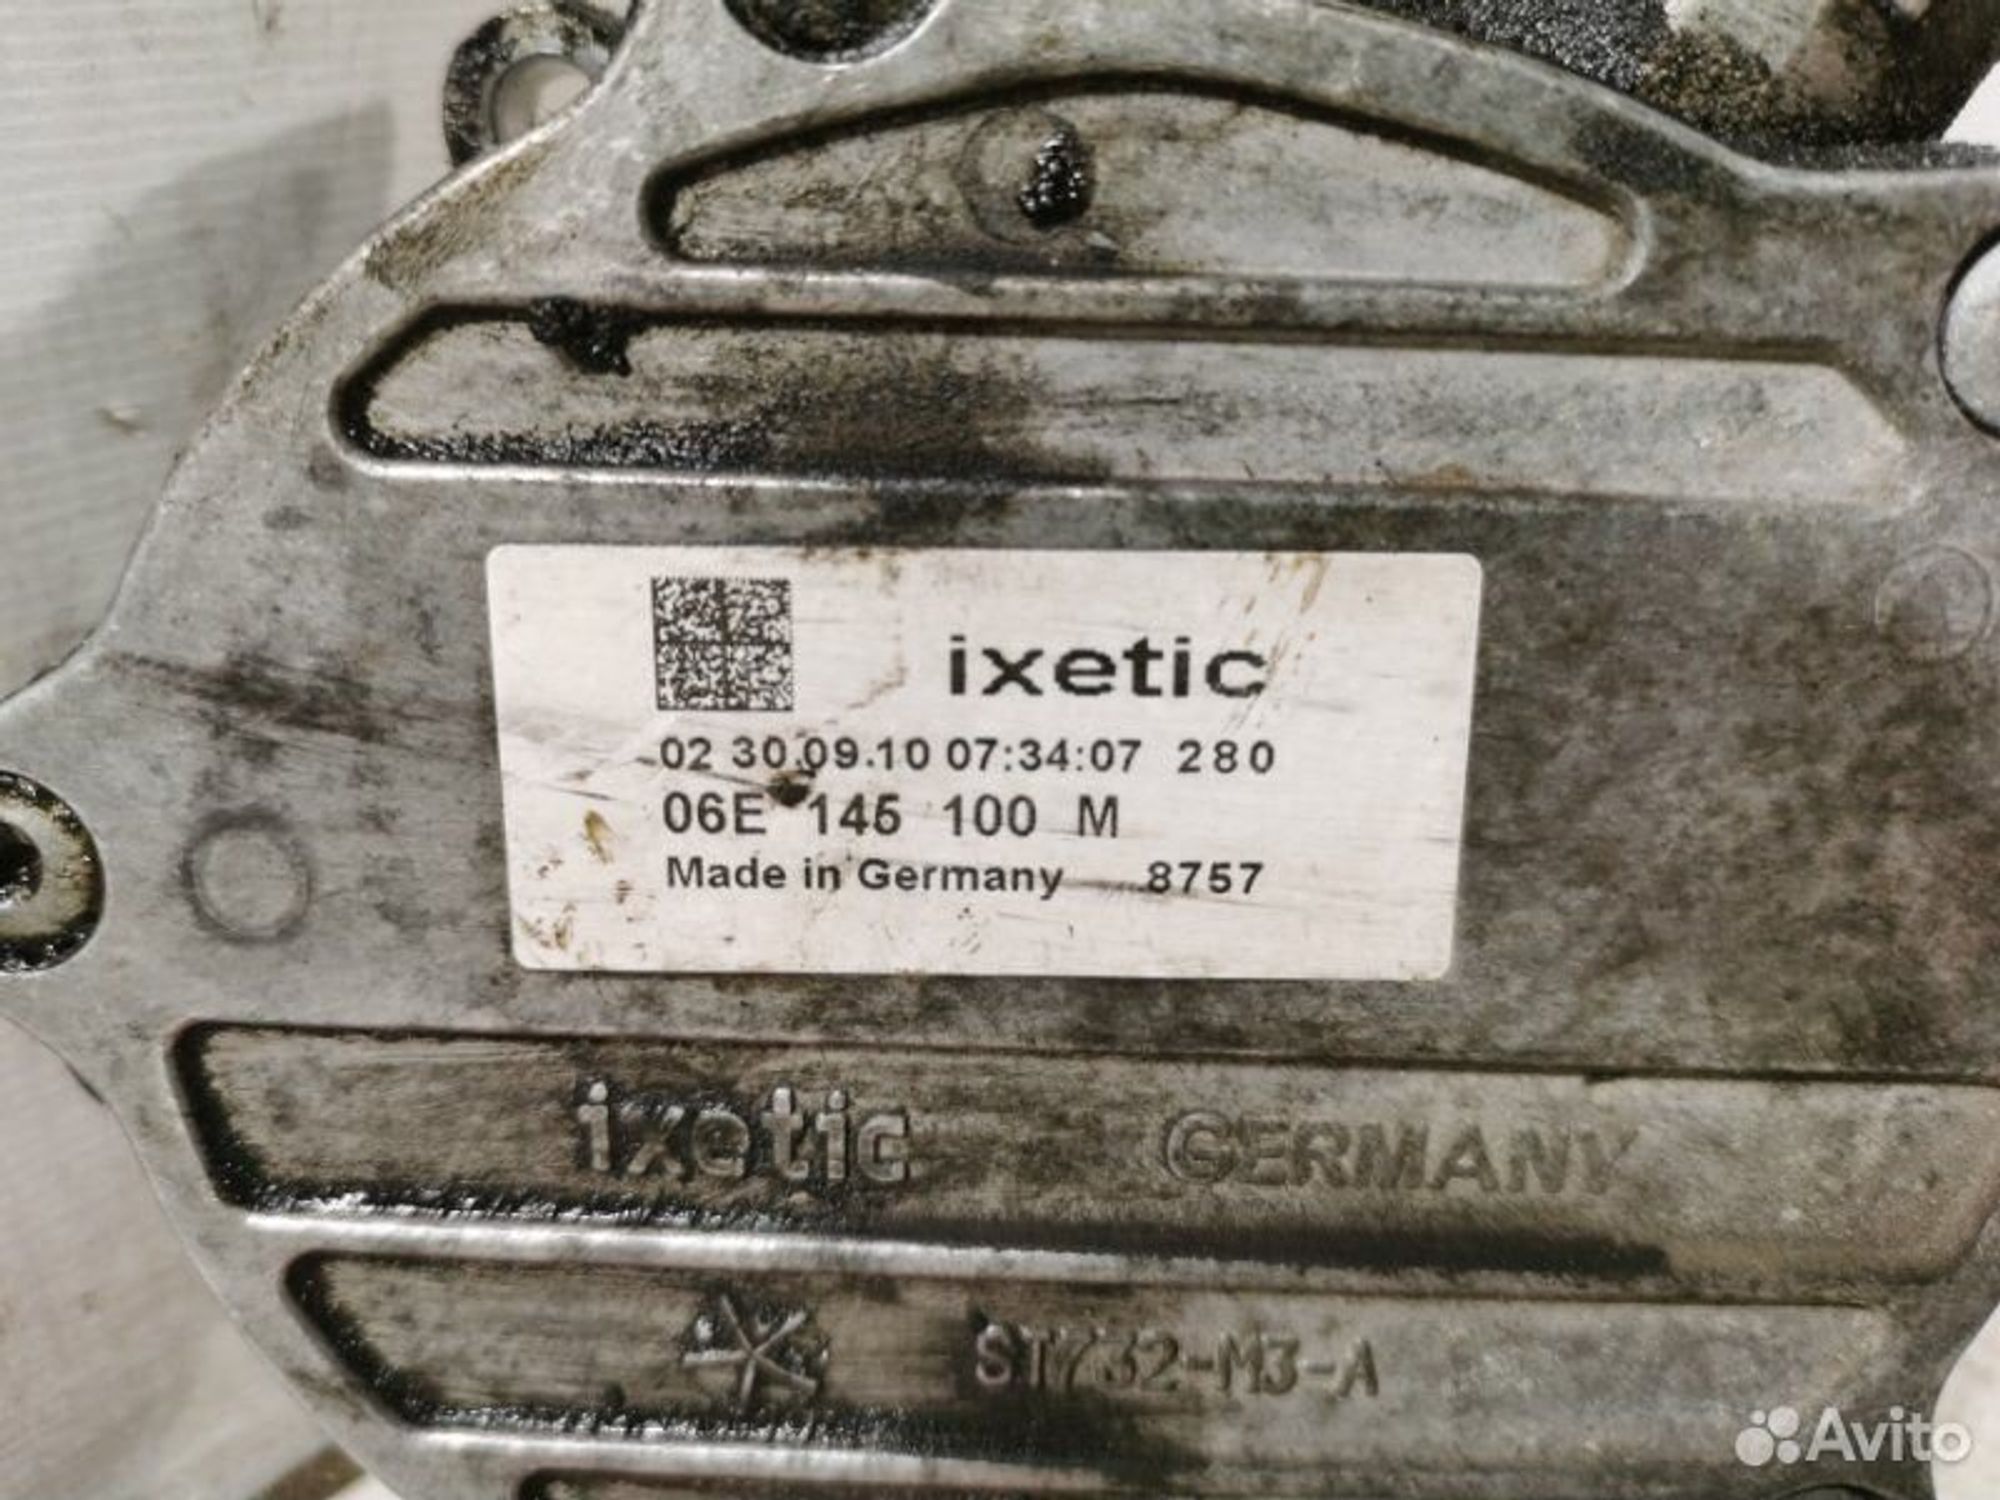 ixetic
02 30.09.10 07:34:07 280
06E 145 100 M
Made in Germany 8757
ixetic GERMANY
ST732-M3-A
Avito